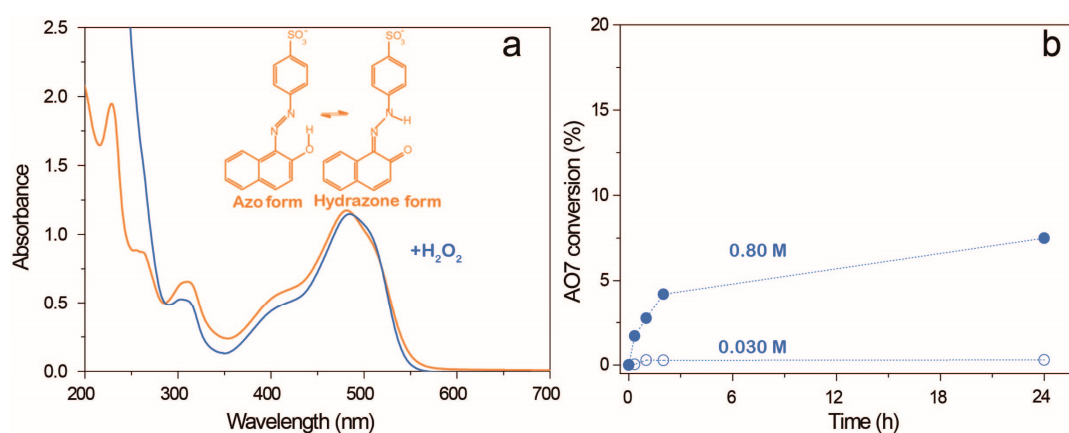 a
2.5
2.0
1.5
1.0
0.5
0.0
Absorbance
200 300 400 500 600 700
Wavelength (nm)
SO₃⁻
N
N
H
O
Azo form
SO₃⁻
N
H
N
O
Hydrazone form
+H₂O₂
b
20
15
10
5
0
AO7 conversion (%)
0 6 12 18 24
Time (h)
0.80 M
0.030 M